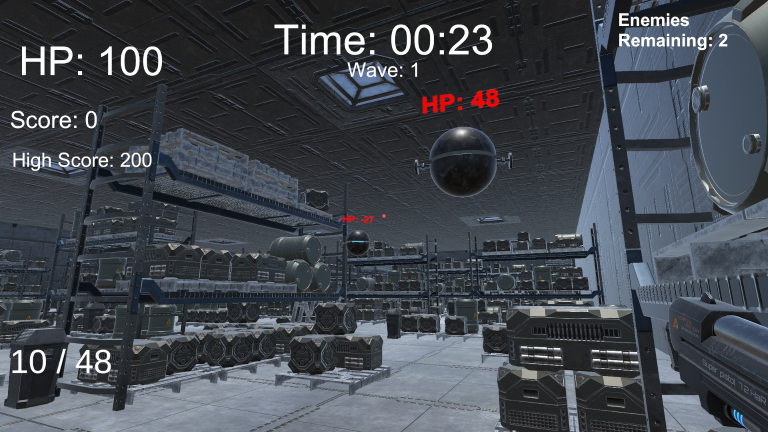 HP: 100
Time: 00:23
Wave: 1
Enemies
Remaining: 2
HP: 48
Score: 0
High Score: 200
10 / 48